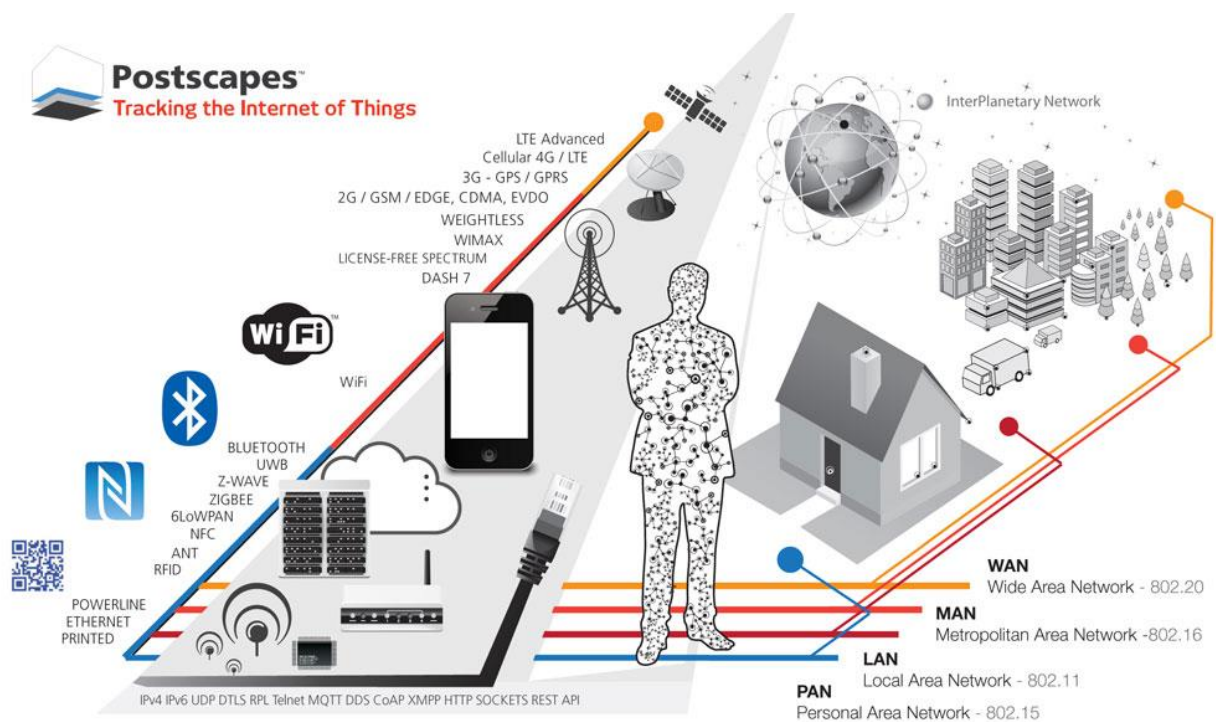 Postscapes™
Tracking the Internet of Things
InterPlanetary Network
LTE Advanced
Cellular 4G / LTE
3G - GPS / GPRS
2G / GSM / EDGE, CDMA, EVDO
WEIGHTLESS
WIMAX
LICENSE-FREE SPECTRUM
DASH 7
WiFi™
WiFi
BLUETOOTH
UWB
Z-WAVE
ZIGBEE
6LoWPAN
NFC
ANT
RFID
POWERLINE
ETHERNET
PRINTED
WAN
Wide Area Network - 802.20
MAN
Metropolitan Area Network -802.16
LAN
Local Area Network - 802.11
PAN
Personal Area Network - 802.15
IPv4 IPv6 UDP DTLS RPL Telnet MQTT DDS CoAP XMPP HTTP SOCKETS REST API